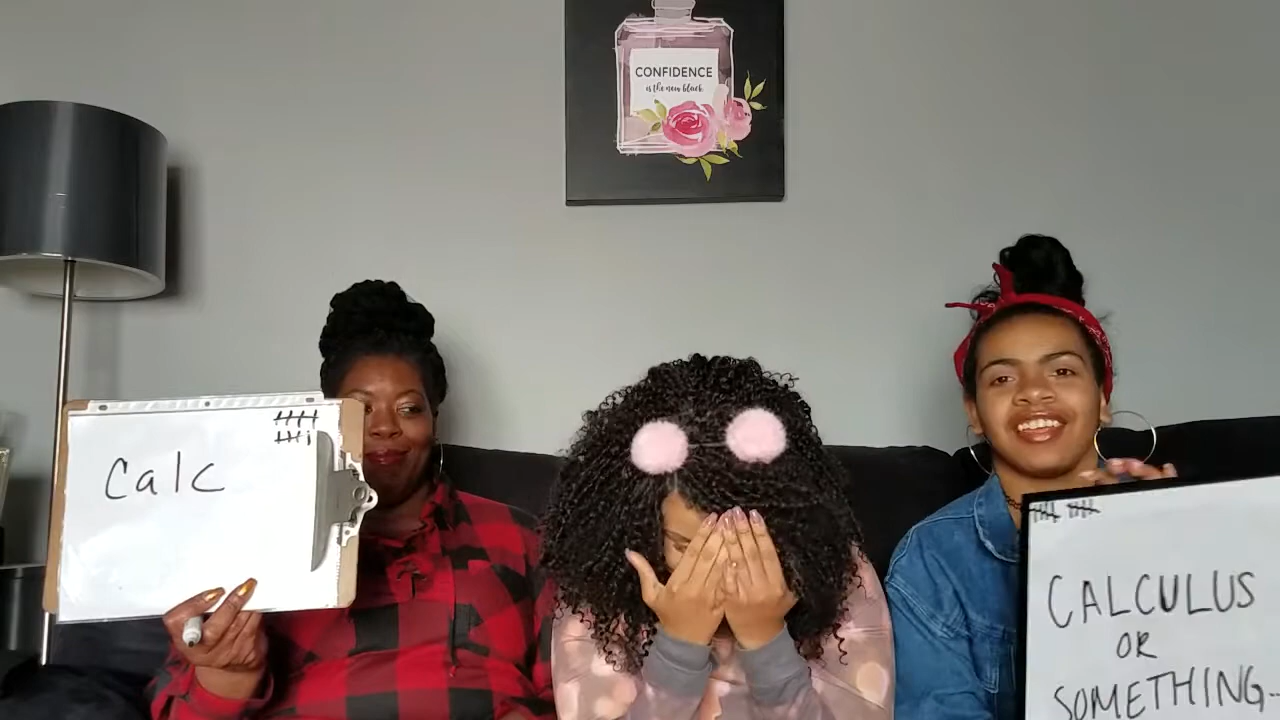 CONFIDENCE
is the new black
Calc
CALCULUS
OR
SOMETHING-